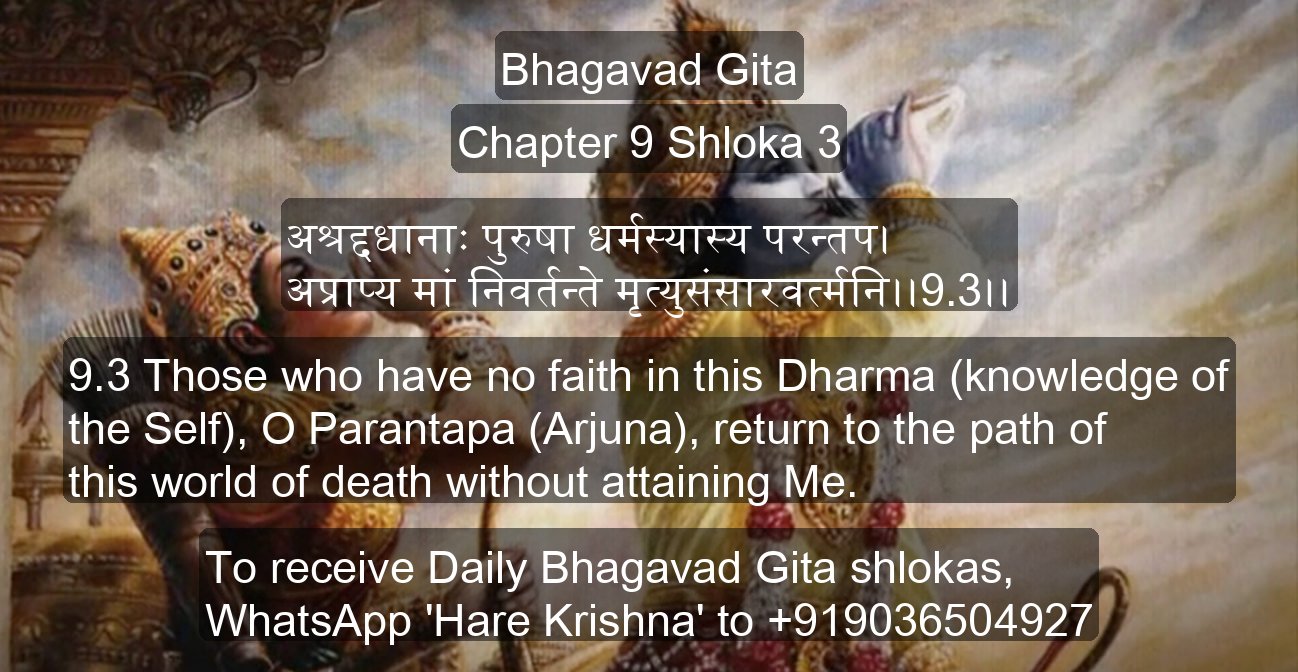 Bhagavad Gita
Chapter 9 Shloka 3
अश्रद्दधानाः पुरुषा धर्मस्यास्य परन्तप।
अप्राप्य मां निवर्तन्ते मृत्युसंसारवर्त्मनि।।9.3।।
9.3 Those who have no faith in this Dharma (knowledge of
the Self), O Parantapa (Arjuna), return to the path of
this world of death without attaining Me.
To receive Daily Bhagavad Gita shlokas,
WhatsApp 'Hare Krishna' to +919036504927